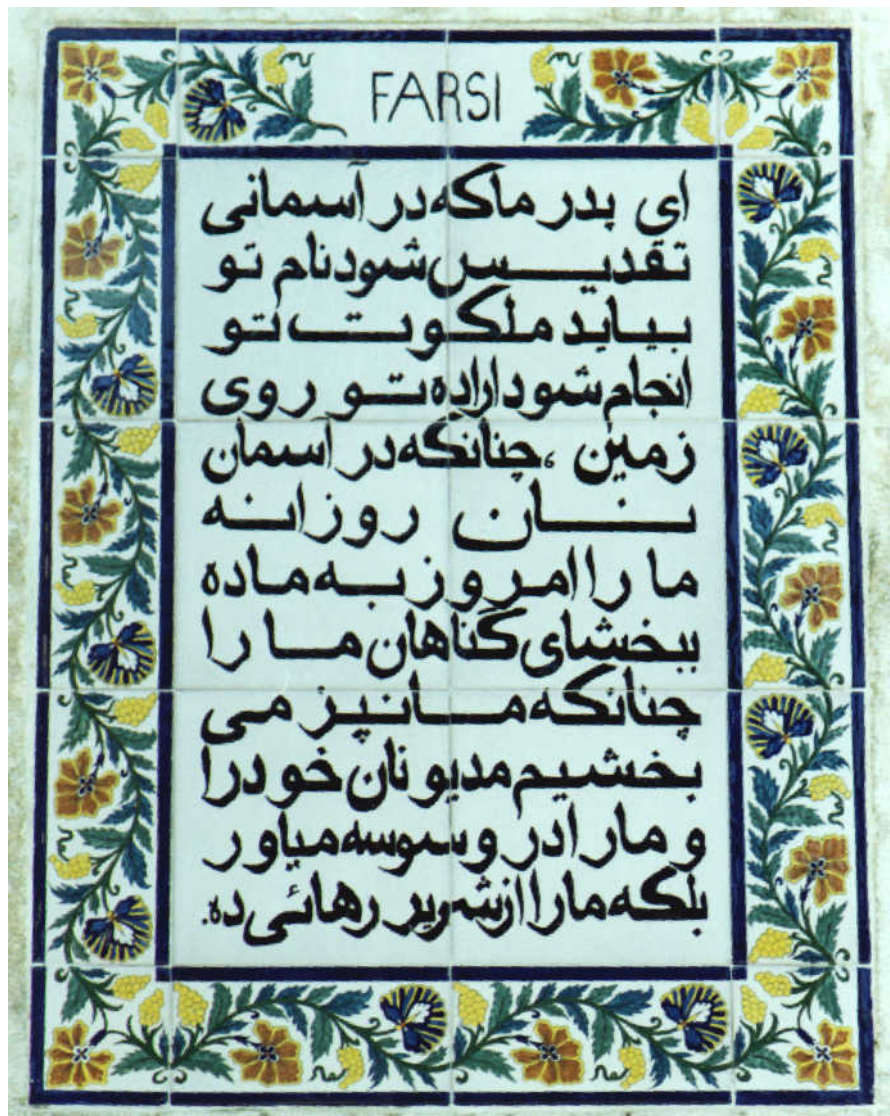 FARSI
ای پدر ماکه در آسمانی
تقدیس شود نام تو
بیاید ملکوت تو
انجام شود اراده تو روی
زمین ، چنانکه در آسمان
نان روزانه
ما را امروز به ما ده
ببخشای گناهان ما را
چنانکه ما نیز می
بخشیم مدیونان خود را
و ما را در وسوسه میاور
بلکه ما را از شریر رهائی ده.